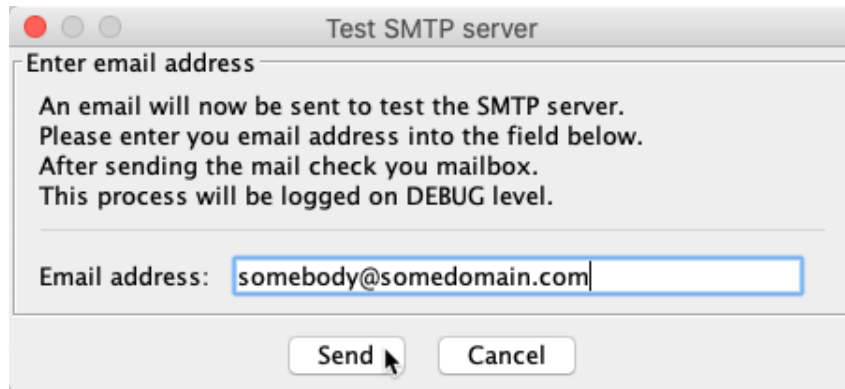 Test SMTP server
Enter email address
An email will now be sent to test the SMTP server.
Please enter you email address into the field below.
After sending the mail check you mailbox.
This process will be logged on DEBUG level.
Email address: somebody@somedomain.com
Send Cancel